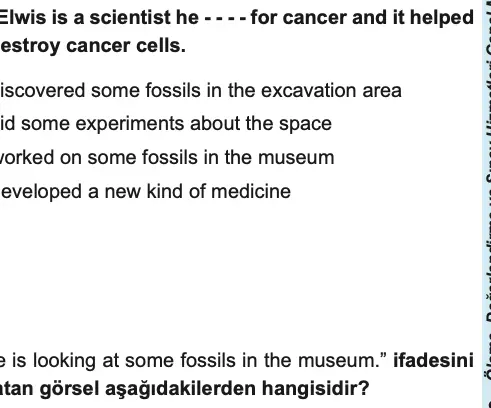 Elwis is a scientist he - - - - for cancer and it helped
estroy cancer cells.
iscovered some fossils in the excavation area
id some experiments about the space
worked on some fossils in the museum
eveloped a new kind of medicine
e is looking at some fossils in the museum.” ifadesini
atan görsel aşağıdakilerden hangisidir?